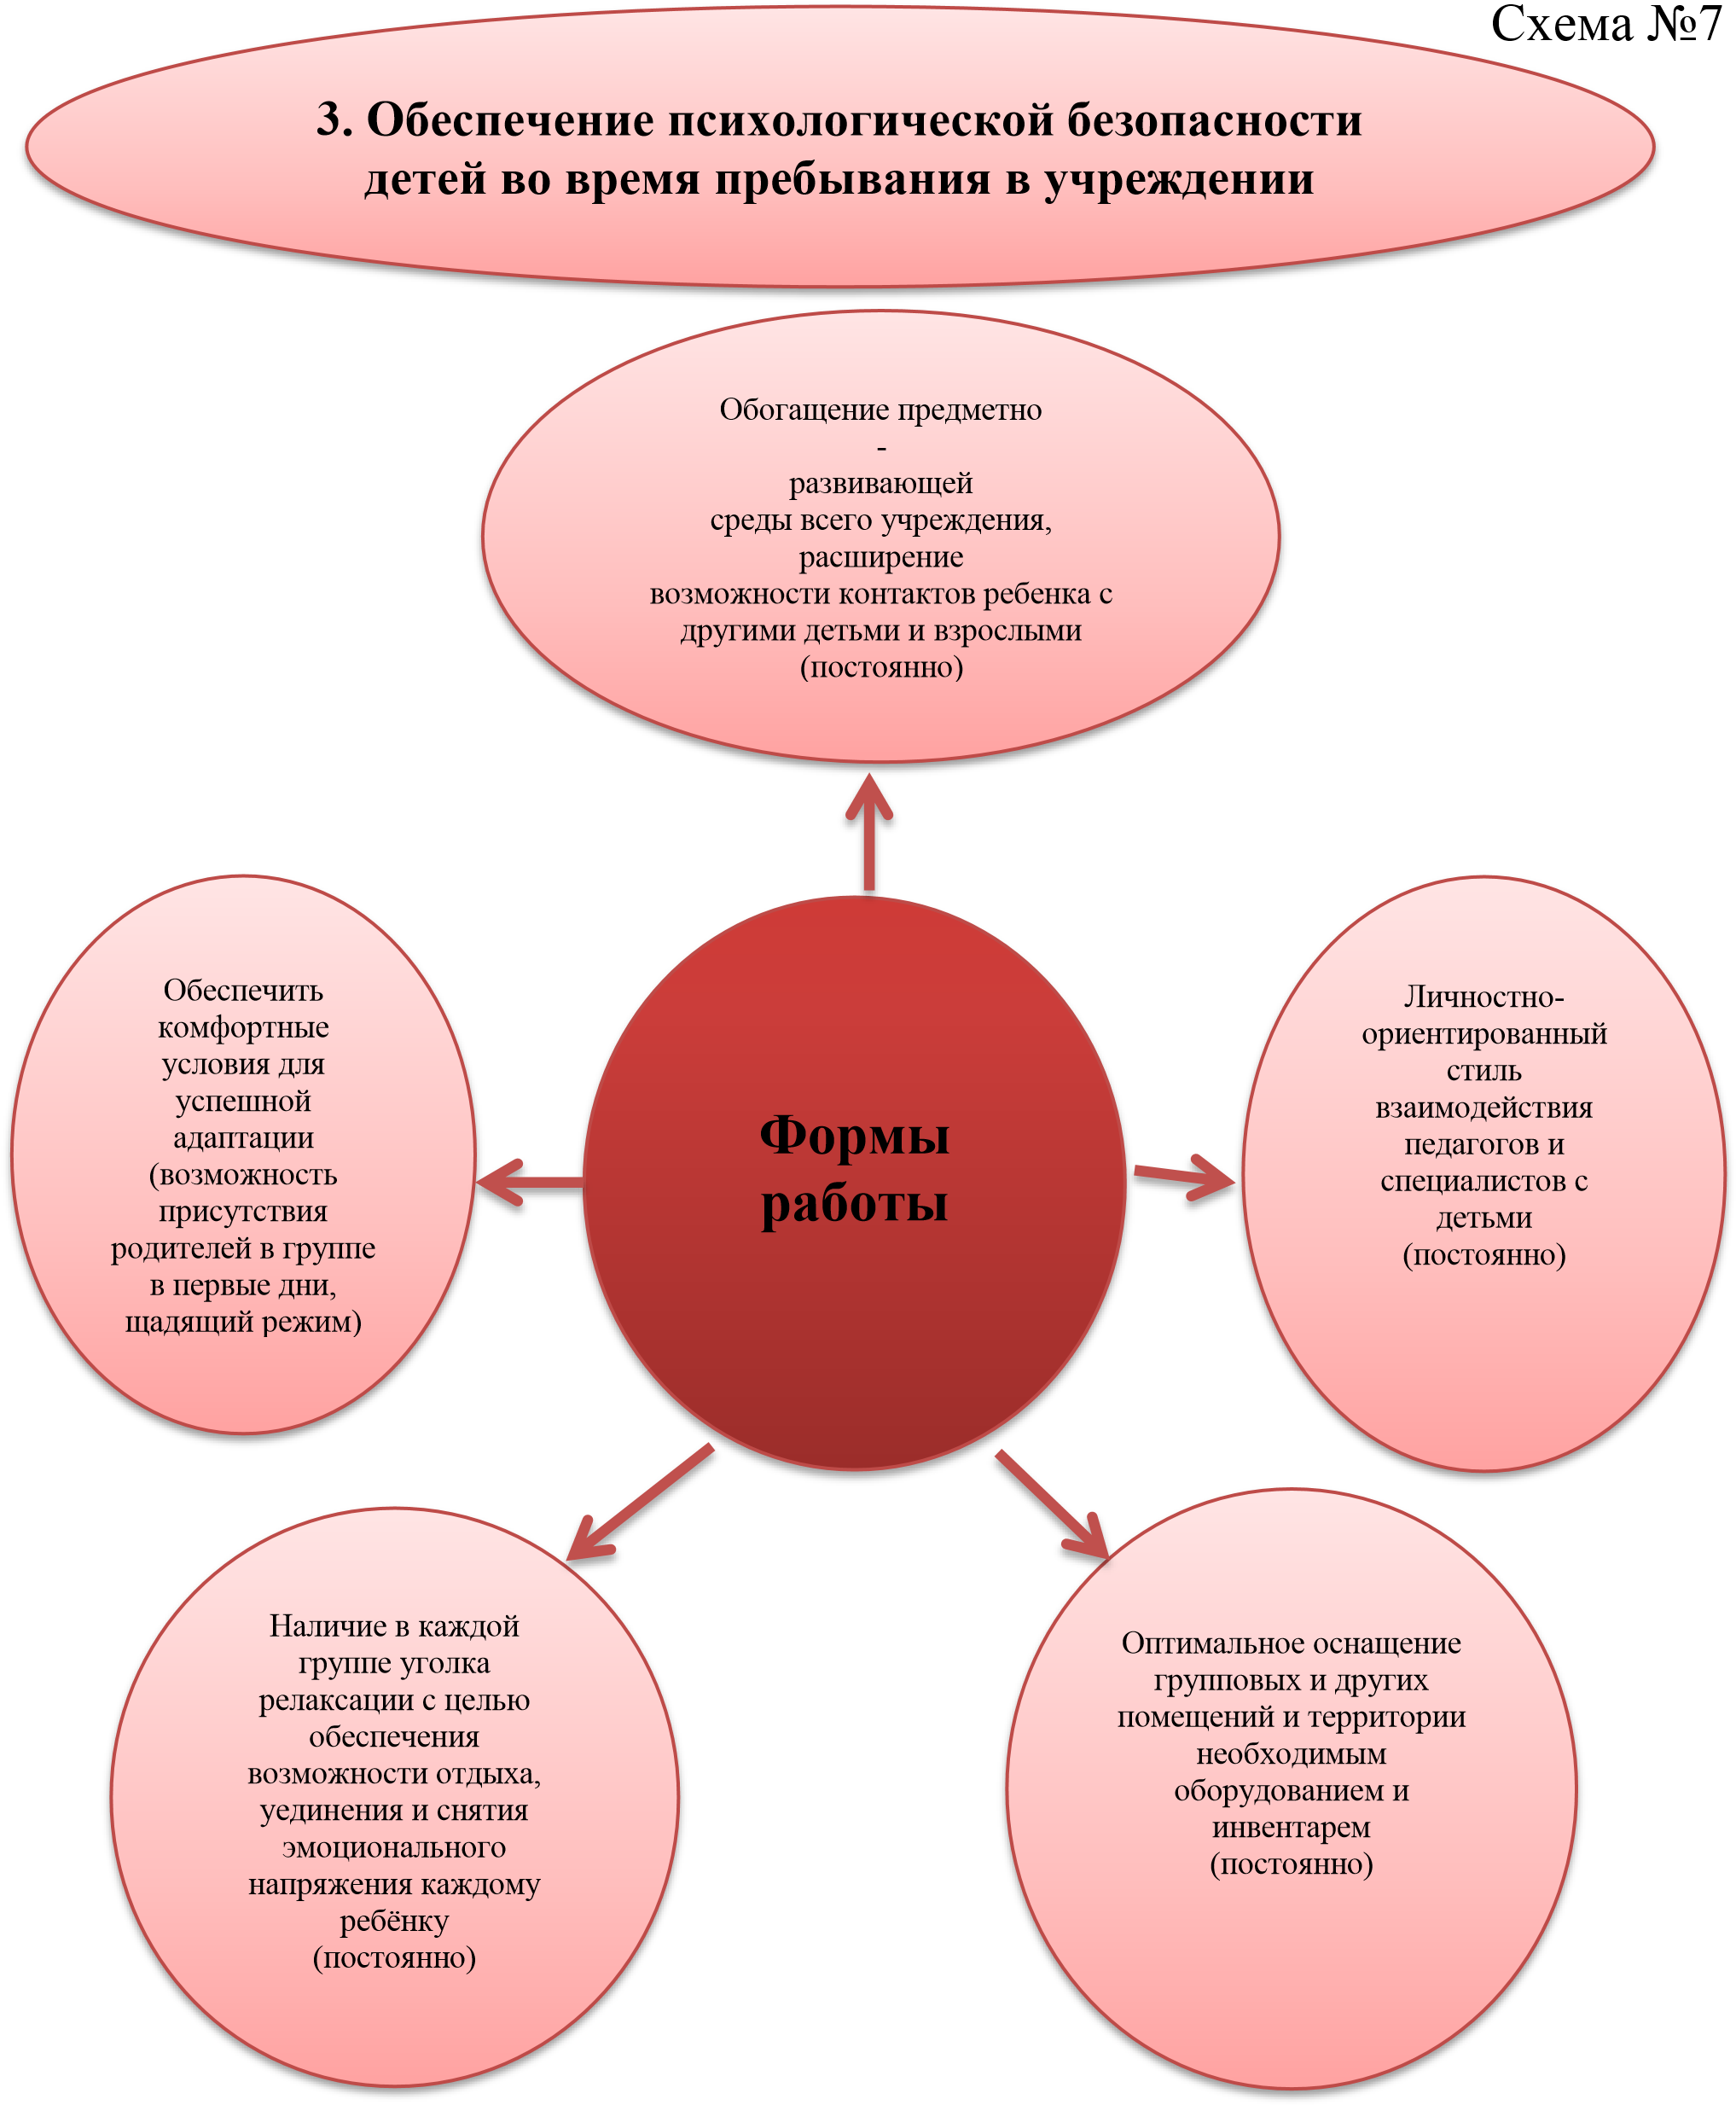 Схема №7
3. Обеспечение психологической безопасности
детей во время пребывания в учреждении
Обогащение предметно
-
развивающей
среды всего учреждения,
расширение
возможности контактов ребенка с
другими детьми и взрослыми
(постоянно)
Обеспечить
комфортные
условия для
успешной
адаптации
(возможность
присутствия
родителей в группе
в первые дни,
щадящий режим)
Формы
работы
Личностно-
ориентированный
стиль
взаимодействия
педагогов и
специалистов с
детьми
(постоянно)
Наличие в каждой
группе уголка
релаксации с целью
обеспечения
возможности отдыха,
уединения и снятия
эмоционального
напряжения каждому
ребёнку
(постоянно)
Оптимальное оснащение
групповых и других
помещений и территории
необходимым
оборудованием и
инвентарем
(постоянно)